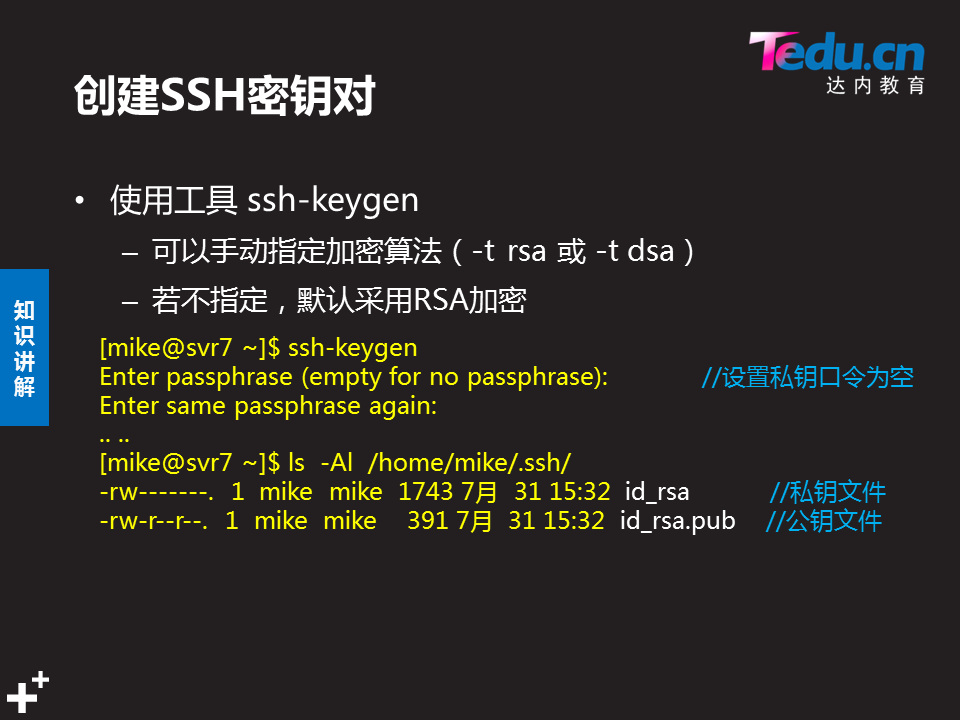 Tedu.cn
达内教育
创建SSH密钥对
• 使用工具 ssh-keygen
– 可以手动指定加密算法（-t rsa 或 -t dsa）
– 若不指定，默认采用RSA加密
知识讲解
[mike@svr7 ~]$ ssh-keygen
Enter passphrase (empty for no passphrase): //设置私钥口令为空
Enter same passphrase again:
.. ..
[mike@svr7 ~]$ ls -Al /home/mike/.ssh/
-rw-------. 1 mike mike 1743 7月 31 15:32 id_rsa //私钥文件
-rw-r--r--. 1 mike mike 391 7月 31 15:32 id_rsa.pub //公钥文件